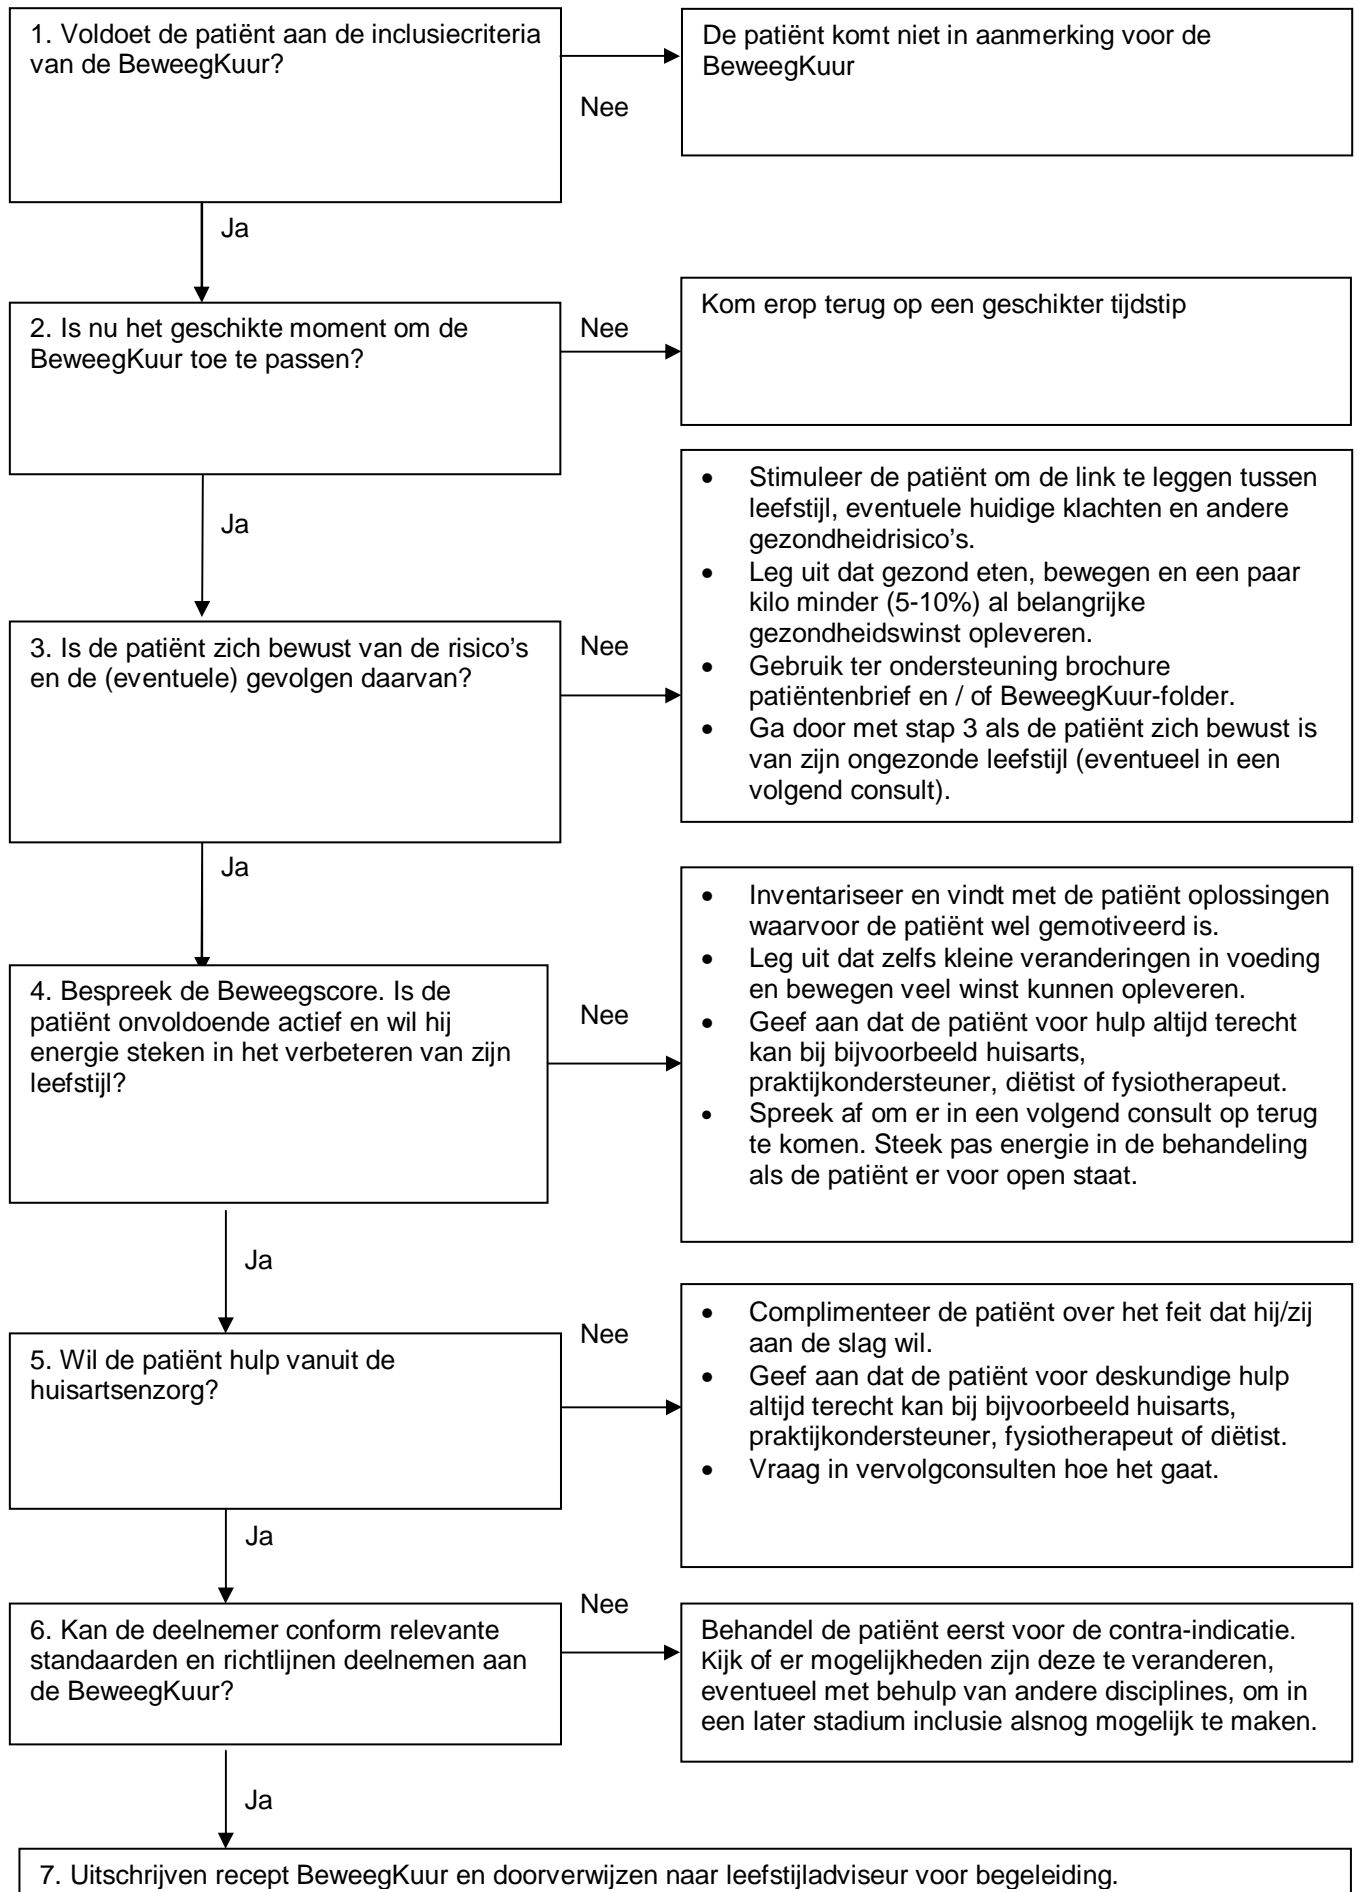 1. Voldoet de patiënt aan de inclusiecriteria
van de BeweegKuur?
Nee
De patiënt komt niet in aanmerking voor de
BeweegKuur
Ja
2. Is nu het geschikte moment om de
BeweegKuur toe te passen?
Nee
Kom erop terug op een geschikter tijdstip
Ja
3. Is de patiënt zich bewust van de risico's
en de (eventuele) gevolgen daarvan?
Nee
• Stimuleer de patiënt om de link te leggen tussen
leefstijl, eventuele huidige klachten en andere
gezondheidrisico's.
• Leg uit dat gezond eten, bewegen en een paar
kilo minder (5-10%) al belangrijke
gezondheidswinst opleveren.
• Gebruik ter ondersteuning brochure
patiëntenbrief en / of BeweegKuur-folder.
• Ga door met stap 3 als de patiënt zich bewust is
van zijn ongezonde leefstijl (eventueel in een
volgend consult).
Ja
4. Bespreek de Beweegscore. Is de
patiënt onvoldoende actief en wil hij
energie steken in het verbeteren van zijn
leefstijl?
Nee
• Inventariseer en vindt met de patiënt oplossingen
waarvoor de patiënt wel gemotiveerd is.
• Leg uit dat zelfs kleine veranderingen in voeding
en bewegen veel winst kunnen opleveren.
• Geef aan dat de patiënt voor hulp altijd terecht
kan bij bijvoorbeeld huisarts,
praktijkondersteuner, diëtist of fysiotherapeut.
• Spreek af om er in een volgend consult op terug
te komen. Steek pas energie in de behandeling
als de patiënt er voor open staat.
Ja
5. Wil de patiënt hulp vanuit de
huisartsenzorg?
Nee
• Complimenteer de patiënt over het feit dat hij/zij
aan de slag wil.
• Geef aan dat de patiënt voor deskundige hulp
altijd terecht kan bij bijvoorbeeld huisarts,
praktijkondersteuner, fysiotherapeut of diëtist.
• Vraag in vervolgconsulten hoe het gaat.
Ja
6. Kan de deelnemer conform relevante
standaarden en richtlijnen deelnemen aan
de BeweegKuur?
Nee
Behandel de patiënt eerst voor de contra-indicatie.
Kijk of er mogelijkheden zijn deze te veranderen,
eventueel met behulp van andere disciplines, om in
een later stadium inclusie alsnog mogelijk te maken.
Ja
7. Uitschrijven recept BeweegKuur en doorverwijzen naar leefstijladviseur voor begeleiding.